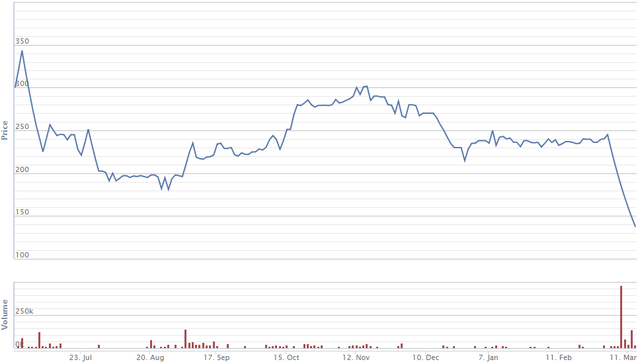 350
300
250
200
150
100
Price
250k
0k
Volume
23. Jul
20. Aug
17. Sep
15. Oct
12. Nov
10. Dec
7. Jan
11. Feb
11. Mar